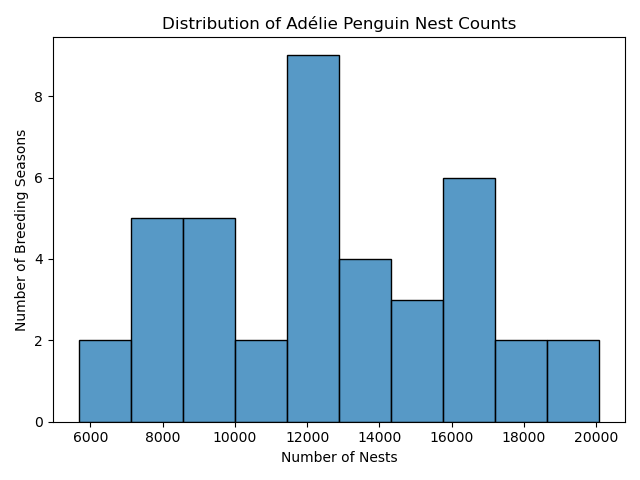 Distribution of Adélie Penguin Nest Counts
Number of Breeding Seasons
8
6
4
2
0
6000 8000 10000 12000 14000 16000 18000 20000
Number of Nests